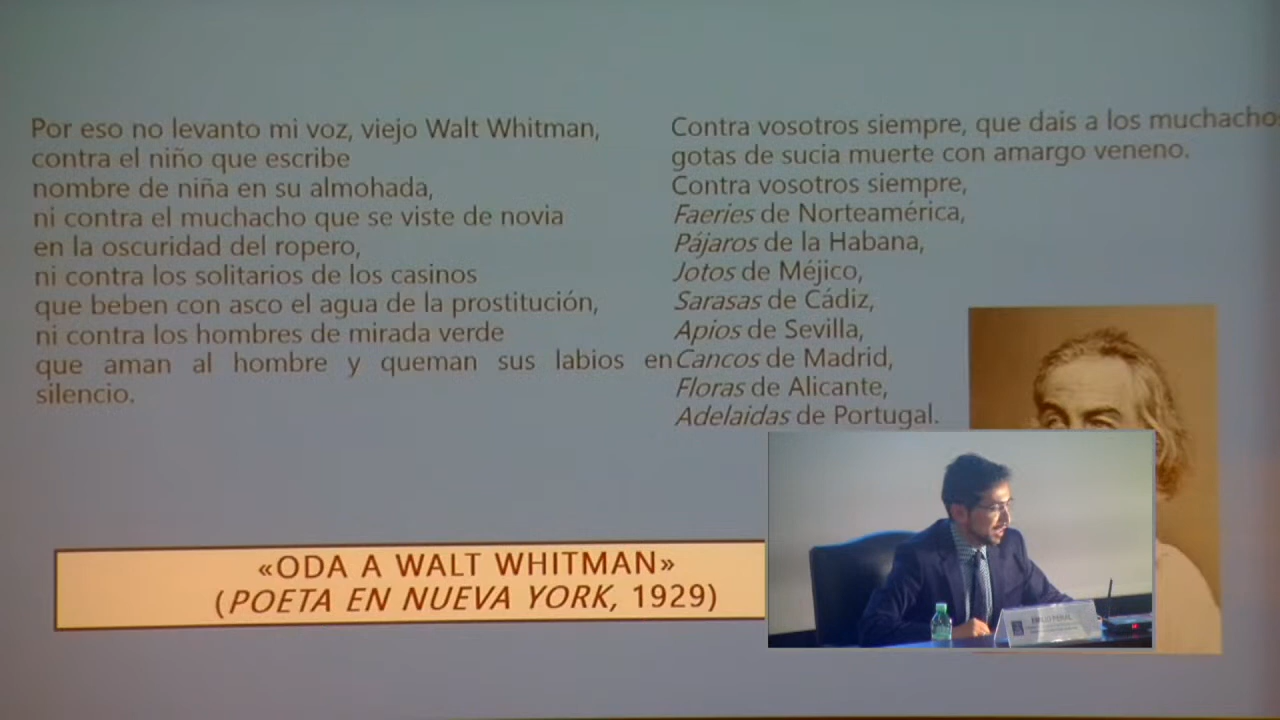 Por eso no levanto mi voz, viejo Walt Whitman,
contra el niño que escribe
nombre de niña en su almohada,
ni contra el muchacho que se viste de novia
en la oscuridad del ropero,
ni contra los solitarios de los casinos
que beben con asco el agua de la prostitución,
ni contra los hombres de mirada verde
que aman al hombre y queman sus labios en
silencio.
Contra vosotros siempre, que dais a los muchacho
gotas de sucia muerte con amargo veneno.
Contra vosotros siempre,
Faeries de Norteamérica,
Pájaros de la Habana,
Jotos de Méjico,
Sarasas de Cádiz,
Apios de Sevilla,
Cancos de Madrid,
Floras de Alicante,
Adelaidas de Portugal.
«ODA A WALT WHITMAN»
(POETA EN NUEVA YORK, 1929)